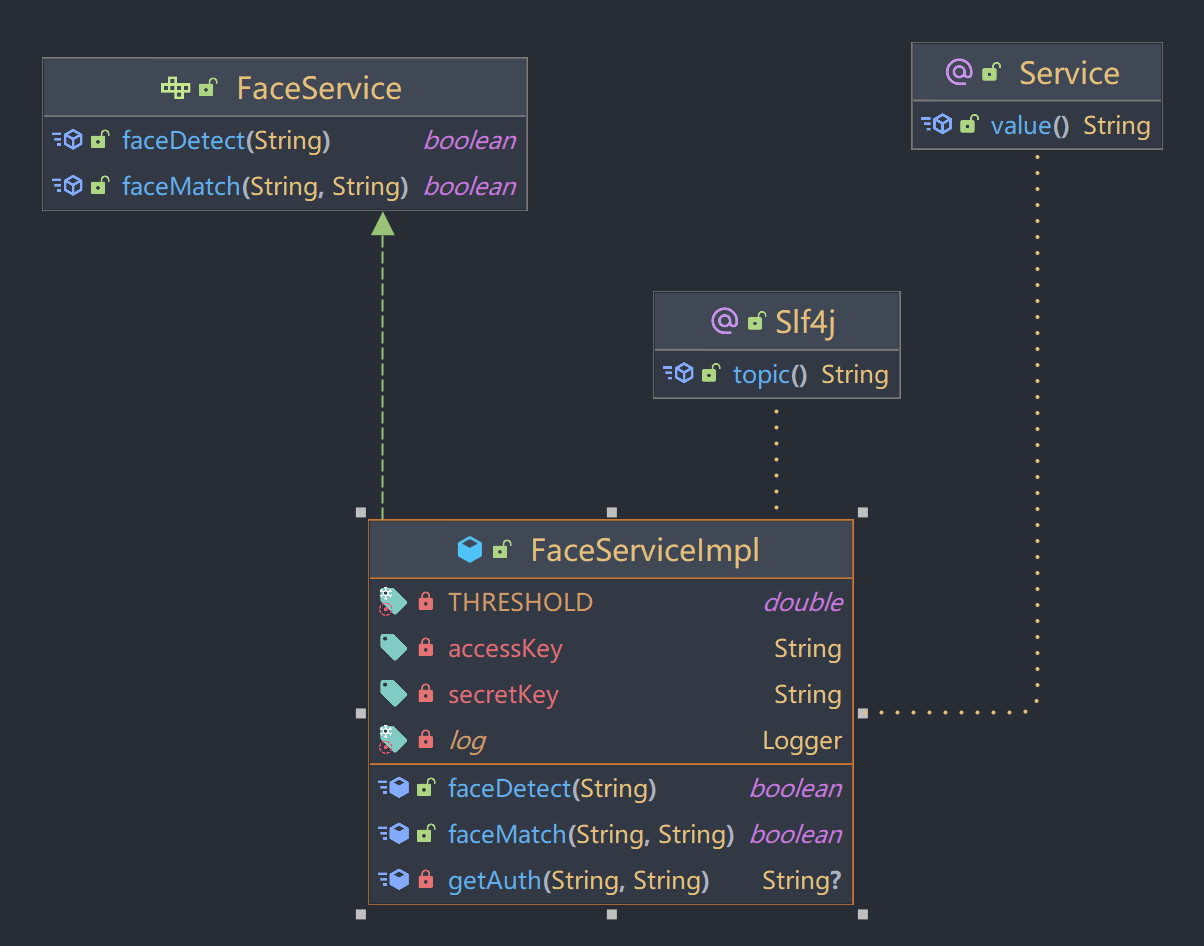 FaceService
faceDetect(String) boolean
faceMatch(String, String) boolean
Service
value() String
Slf4j
topic() String
FaceServiceImpl
THRESHOLD double
accessKey String
secretKey String
log Logger
faceDetect(String) boolean
faceMatch(String, String) boolean
getAuth(String, String) String?